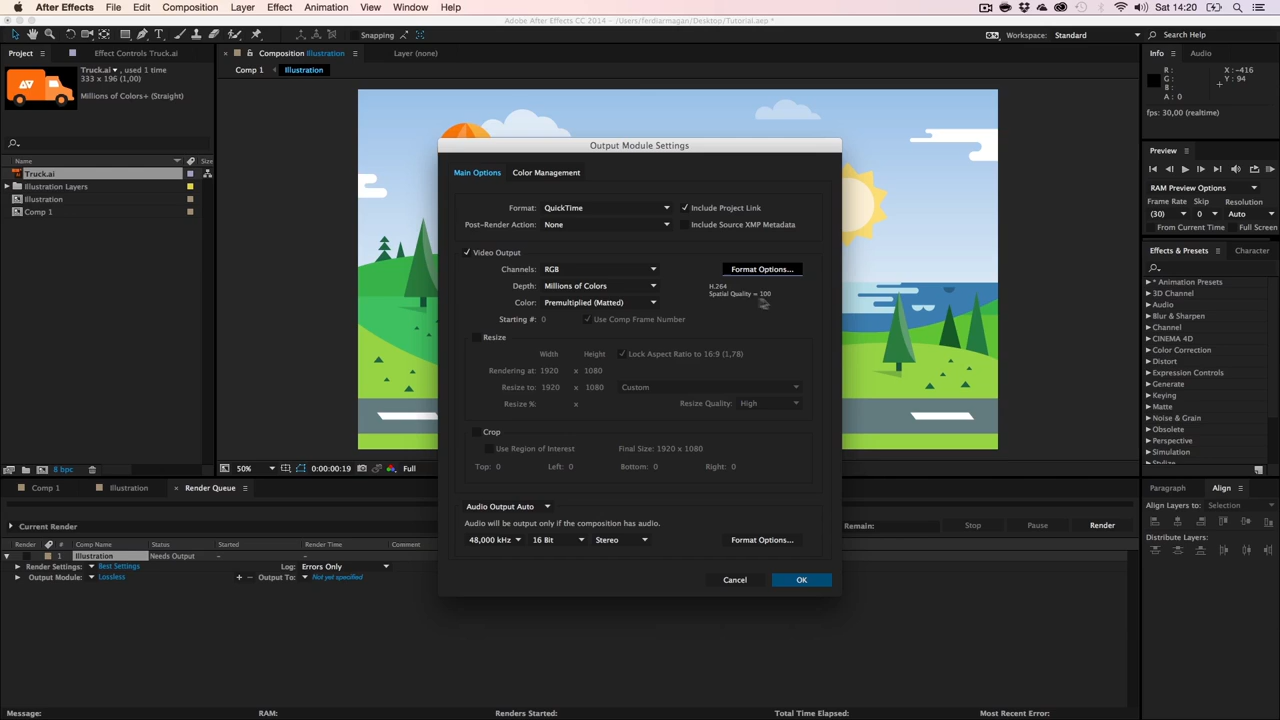 After Effects File Edit Composition Layer Effect Animation View Window Help Sat 14:20
Adobe After Effects CC 2014 - /Users/ferdiarmagan/Desktop/Tutorial.aep *
Snapping Workspace: Standard Search Help
Project Effect Controls Truck.ai Composition Illustration Layer (none) Info Audio
Truck.ai, used 1 time
333 x 196 (1,00)
Millions of Colors+ (Straight)
Comp 1 Illustration
R: X: -416
G: Y: 94
B:
A: 0
fps: 30,00 (realtime)
Preview
RAM Preview Options
Frame Rate Skip Resolution
(30) 0 Auto
From Current Time Full Screen
Name Size
Truck.ai
Illustration Layers
Illustration
Comp 1
Output Module Settings
Main Options Color Management
Format: QuickTime Include Project Link
Post-Render Action: None Include Source XMP Metadata
Video Output
Channels: RGB Format Options...
Depth: Millions of Colors H.264
Spatial Quality = 100
Color: Premultiplied (Matted)
Starting #: 0 Use Comp Frame Number
Resize
Width Height Lock Aspect Ratio to 16:9 (1,78)
Rendering at: 1920 x 1080
Resize to: 1920 x 1080 Custom
Resize %: x Resize Quality: High
Crop
Use Region of Interest Final Size: 1920 x 1080
Top: 0 Left: 0 Bottom: 0 Right: 0
Audio Output Auto
Audio will be output only if the composition has audio.
48,000 kHz 16 Bit Stereo Format Options...
Cancel OK
Effects & Presets Character
* Animation Presets
3D Channel
Audio
Blur & Sharpen
Channel
CINEMA 4D
Color Correction
Distort
Expression Controls
Generate
Keying
Matte
Noise & Grain
Obsolete
Perspective
Simulation
Stylize
8 bpc 50% 0:00:00:19 Full
Comp 1 Illustration Render Queue
Current Render Remain: Stop Pause Render
Render # Comp Name Status Started Render Time Comment
1 Illustration Needs Output - -
Render Settings: Best Settings Log: Errors Only
Output Module: Lossless Output To: Not yet specified
Paragraph Align
Align Layers to: Selection
Distribute Layers:
Message: RAM: Renders Started: Total Time Elapsed: Most Recent Error: